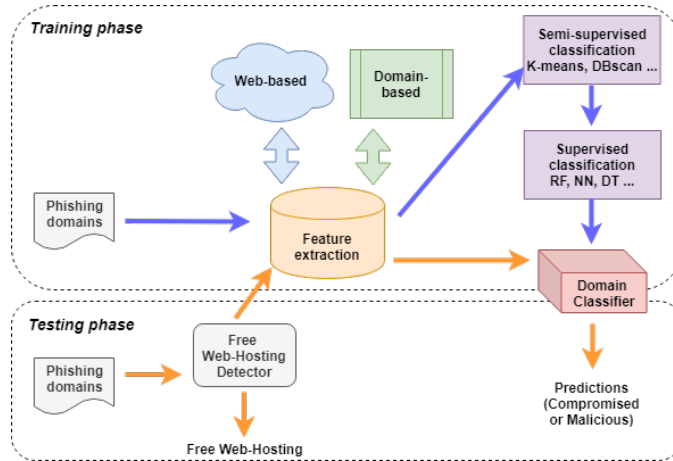 Training phase
Semi-supervised
classification
K-means, DBscan ...
Web-based
Domain-
based
Supervised
classification
RF, NN, DT ...
Phishing
domains
Feature
extraction
Domain
Classifier
Testing phase
Free
Web-Hosting
Detector
Phishing
domains
Predictions
(Compromised
or Malicious)
Free Web-Hosting